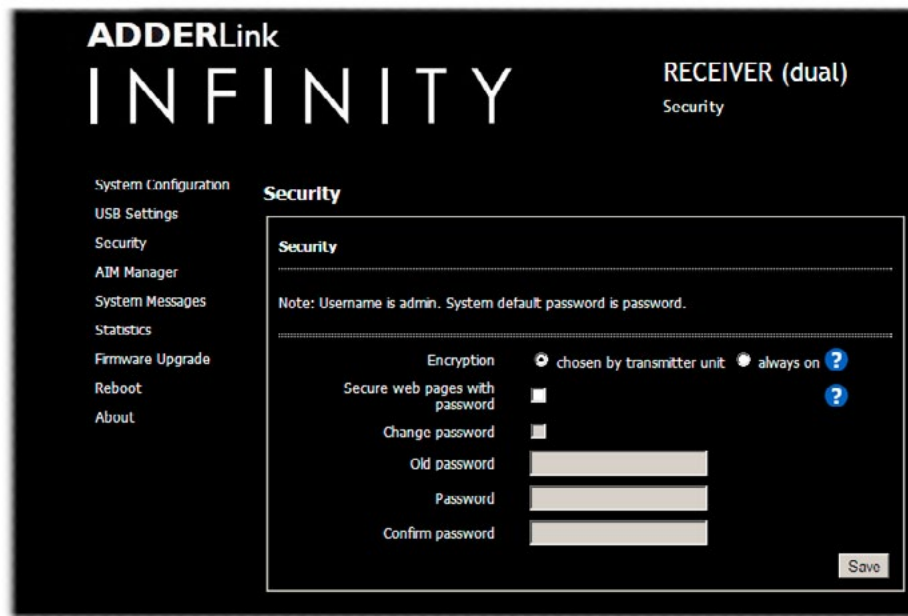 ADDERLink
INFINITY
RECEIVER (dual)
Security
System Configuration
USB Settings
Security
AIM Manager
System Messages
Statistics
Firmware Upgrade
Reboot
About
Security
Security
Note: Username is admin. System default password is password.
Encryption chosen by transmitter unit always on ?
Secure web pages with
password ?
Change password
Old password
Password
Confirm password
Save